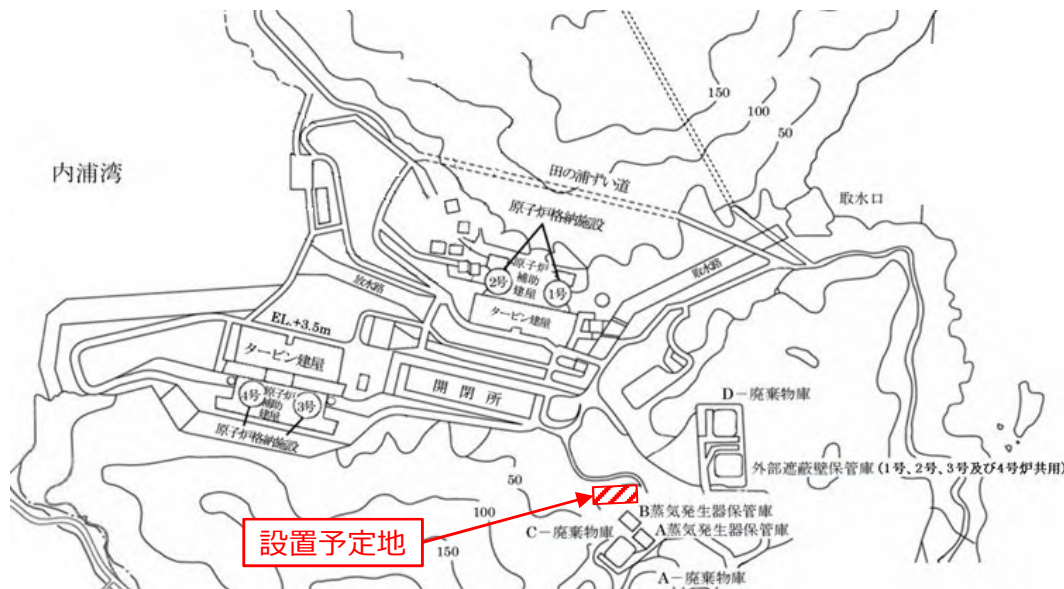 150
100
50
内浦湾
田の浦ずい道
取水口
原子炉格納施設
原子炉
補助
建屋
2号
1号
取水路
放水路
タービン建屋
EL.+3.5m
タービン建屋
開閉所
4号
原子炉
補助
建屋
3号
原子炉格納施設
D-廃棄物庫
外部遮蔽壁保管庫(1号、2号、3号及び4号炉共用)
50
B蒸気発生器保管庫
設置予定地
100
C-廃棄物庫
A蒸気発生器保管庫
150
A-廃棄物庫